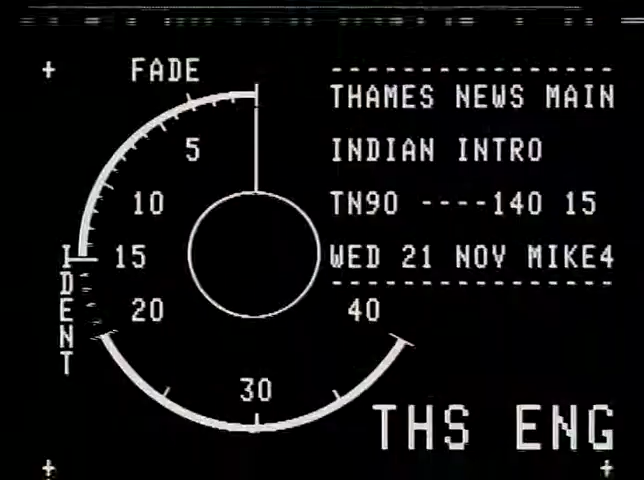 FADE
THAMES NEWS MAIN
5
INDIAN INTRO
10
TN90 ----140 15
IDENT
15
WED 21 NOV MIKE4
20
40
30
THS ENG